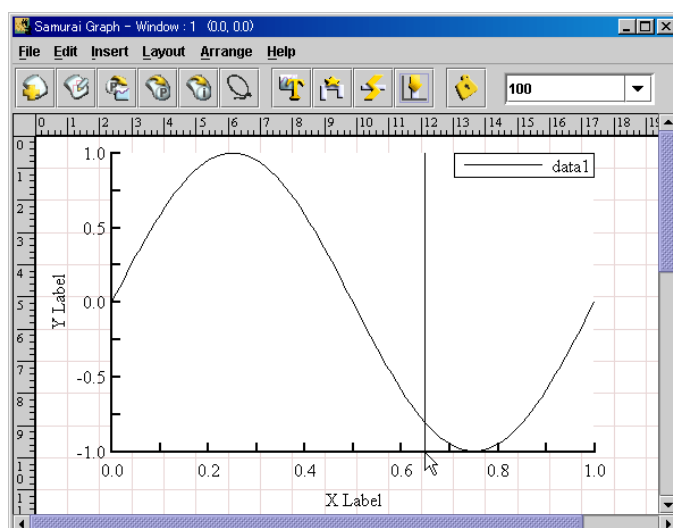 Samurai Graph - Window : 1 (0.0, 0.0)
File Edit Insert Layout Arrange Help
100
0 1 2 3 4 5 6 7 8 9 10 11 12 13 14 15 16 17 18 19
0
1
2
3
4
5
6
7
8
9
10
11
1.0
0.5
0.0
-0.5
-1.0
Y Label
data1
0.0 0.2 0.4 0.6 0.8 1.0
X Label